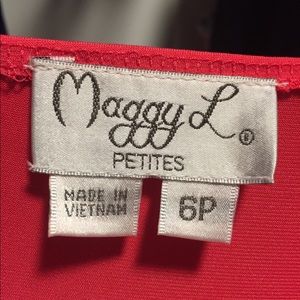 Maggy L ®
PETITES
MADE IN
VIETNAM
6P